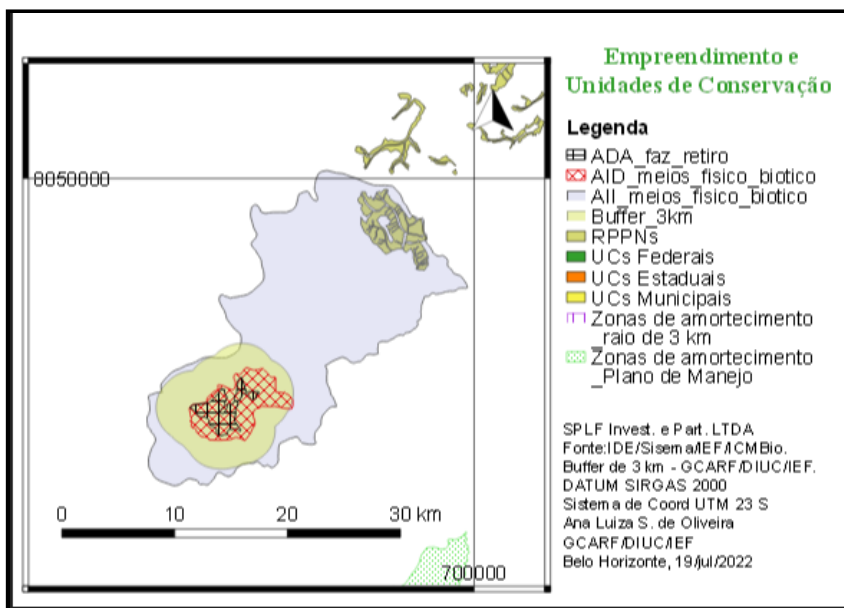 Empreendimento e
Unidades de Conservação
Legenda
ADA_faz_retiro
AID_meios_fisico_biotico
AII_meios_fisico_biotico
Buffer_3km
RPPNs
UCs Federais
UCs Estaduais
UCs Municipais
Zonas de amortecimento
_raio de 3 km
Zonas de amortecimento
_Plano de Manejo
SPLF Invest. e Part. LTDA
Fonte:IDE/Sisema/IEF/ICMBio.
Buffer de 3 km - GCARF/DIUC/IEF.
DATUM SIRGAS 2000
Sistema de Coord UTM 23 S
Ana Luiza S. de Oliveira
GCARF/DIUC/IEF
Belo Horizonte, 19/jul/2022
8050000
0 10 20 30 km
700000